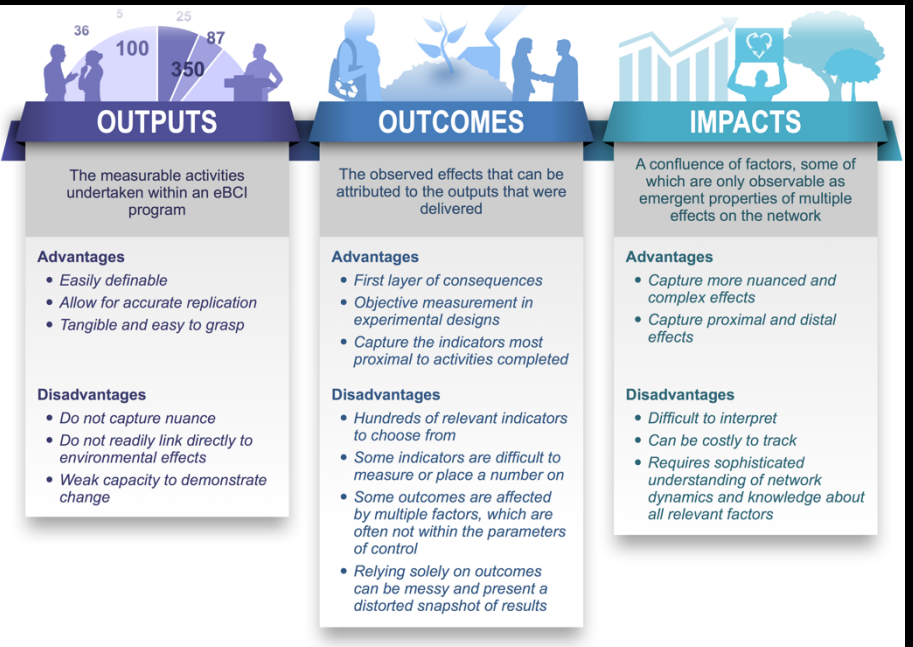 5
25
36
87
100
350
OUTPUTS
The measurable activities
undertaken within an eBCI
program
Advantages
• Easily definable
• Allow for accurate replication
• Tangible and easy to grasp
Disadvantages
• Do not capture nuance
• Do not readily link directly to
environmental effects
• Weak capacity to demonstrate
change
OUTCOMES
The observed effects that can be
attributed to the outputs that were
delivered
Advantages
• First layer of consequences
• Objective measurement in
experimental designs
• Capture the indicators most
proximal to activities completed
Disadvantages
• Hundreds of relevant indicators
to choose from
• Some indicators are difficult to
measure or place a number on
• Some outcomes are affected
by multiple factors, which are
often not within the parameters
of control
• Relying solely on outcomes
can be messy and present a
distorted snapshot of results
IMPACTS
A confluence of factors, some of
which are only observable as
emergent properties of multiple
effects on the network
Advantages
• Capture more nuanced and
complex effects
• Capture proximal and distal
effects
Disadvantages
• Difficult to interpret
• Can be costly to track
• Requires sophisticated
understanding of network
dynamics and knowledge about
all relevant factors